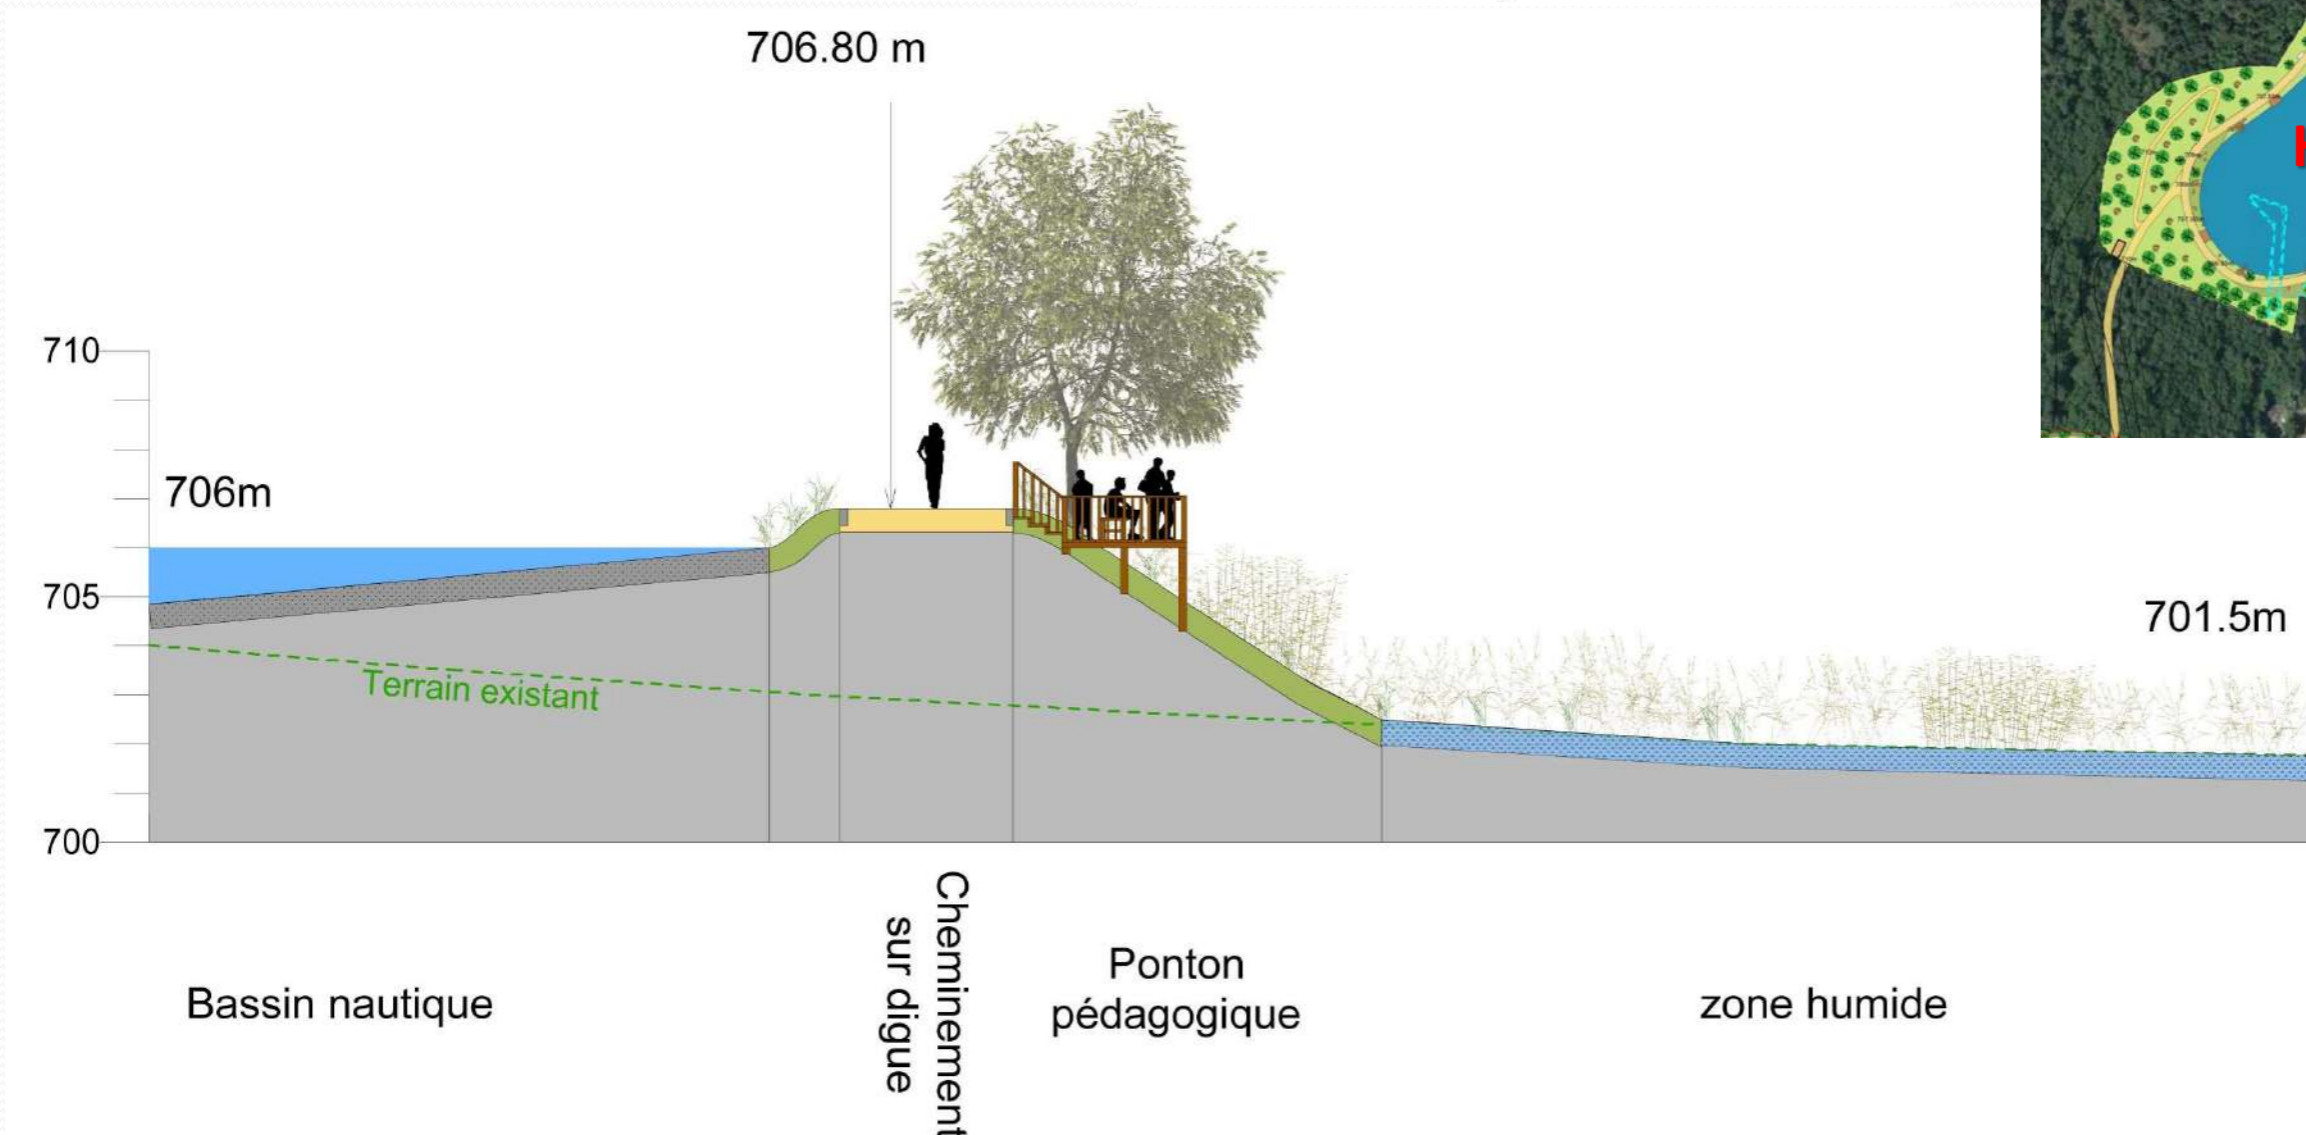 706.80 m
710
706m
705
701.5m
Terrain existant
700
Cheminement
sur digue
Ponton
pédagogique
Bassin nautique
zone humide